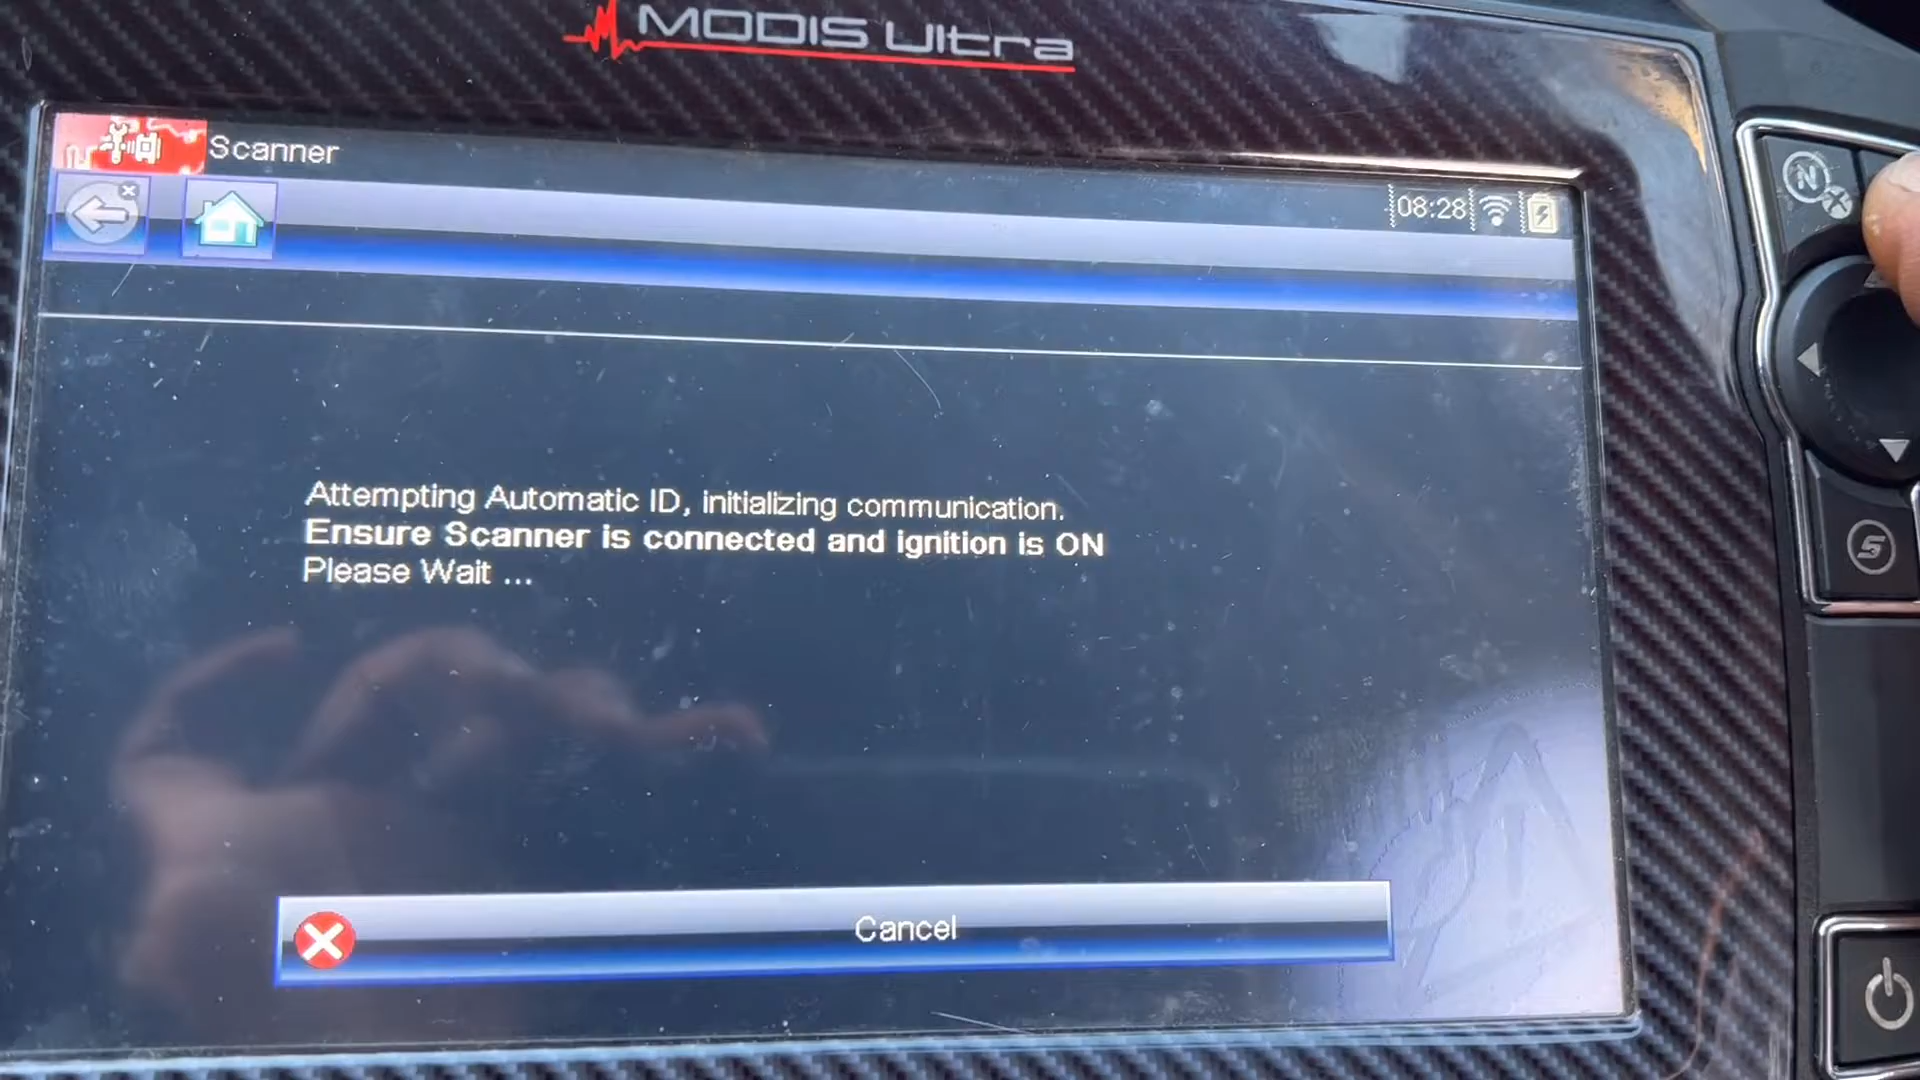 MODIS Ultra
Scanner
08:28
Attempting Automatic ID, initializing communication.
Ensure Scanner is connected and ignition is ON
Please Wait ...
Cancel
N
S